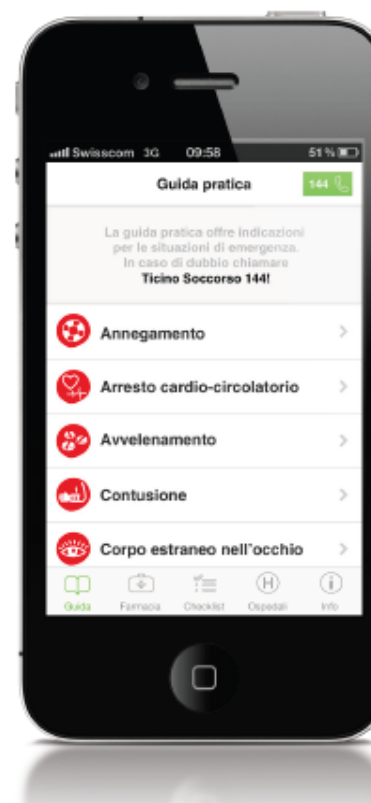 Swisscom 3G 09:58 51 %
Guida pratica 144
La guida pratica offre indicazioni
per le situazioni di emergenza.
In caso di dubbio chiamare
Ticino Soccorso 144!
Annegamento
Arresto cardio-circolatorio
Avvelenamento
Contusione
Corpo estraneo nell'occhio
Guida Farmacia Checklist Ospedali Info